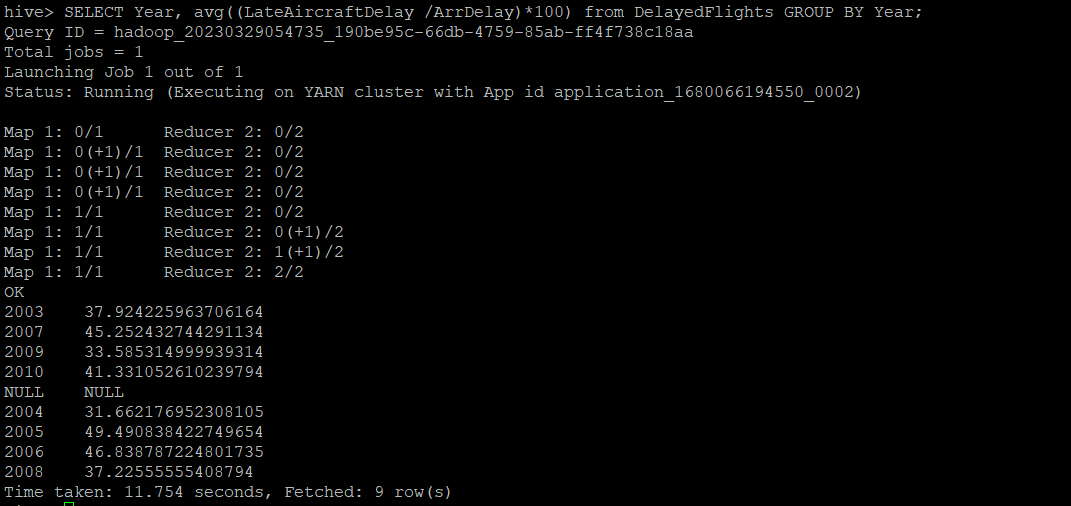 hive> SELECT Year, avg((LateAircraftDelay /ArrDelay)*100) from DelayedFlights GROUP BY Year;
Query ID = hadoop_20230329054735_190be95c-66db-4759-85ab-ff4f738c18aa
Total jobs = 1
Launching Job 1 out of 1
Status: Running (Executing on YARN cluster with App id application_1680066194550_0002)

Map 1: 0/1      Reducer 2: 0/2
Map 1: 0(+1)/1  Reducer 2: 0/2
Map 1: 0(+1)/1  Reducer 2: 0/2
Map 1: 0(+1)/1  Reducer 2: 0/2
Map 1: 1/1      Reducer 2: 0/2
Map 1: 1/1      Reducer 2: 0(+1)/2
Map 1: 1/1      Reducer 2: 1(+1)/2
Map 1: 1/1      Reducer 2: 2/2
OK
2003    37.924225963706164
2007    45.252432744291134
2009    33.585314999939314
2010    41.331052610239794
NULL    NULL
2004    31.662176952308105
2005    49.490838422749654
2006    46.838787224801735
2008    37.22555555408794
Time taken: 11.754 seconds, Fetched: 9 row(s)